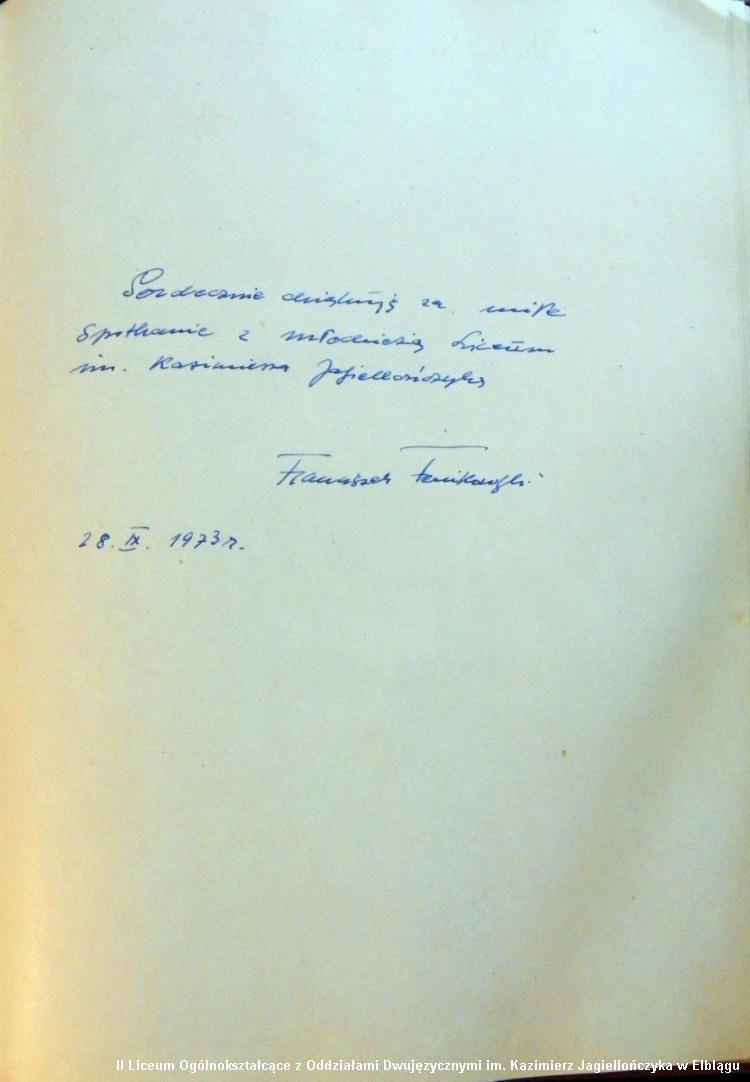 Serdecznie dziękuję za miłe
spotkanie z młodzieżą Liceum
im. Kazimierza Jagiellończyka
Franciszek Fenikowski
28. IX. 1973 r.
II Liceum Ogólnokształcące z Oddziałami Dwujęzycznymi im. Kazimierz Jagiellończyka w Elblągu